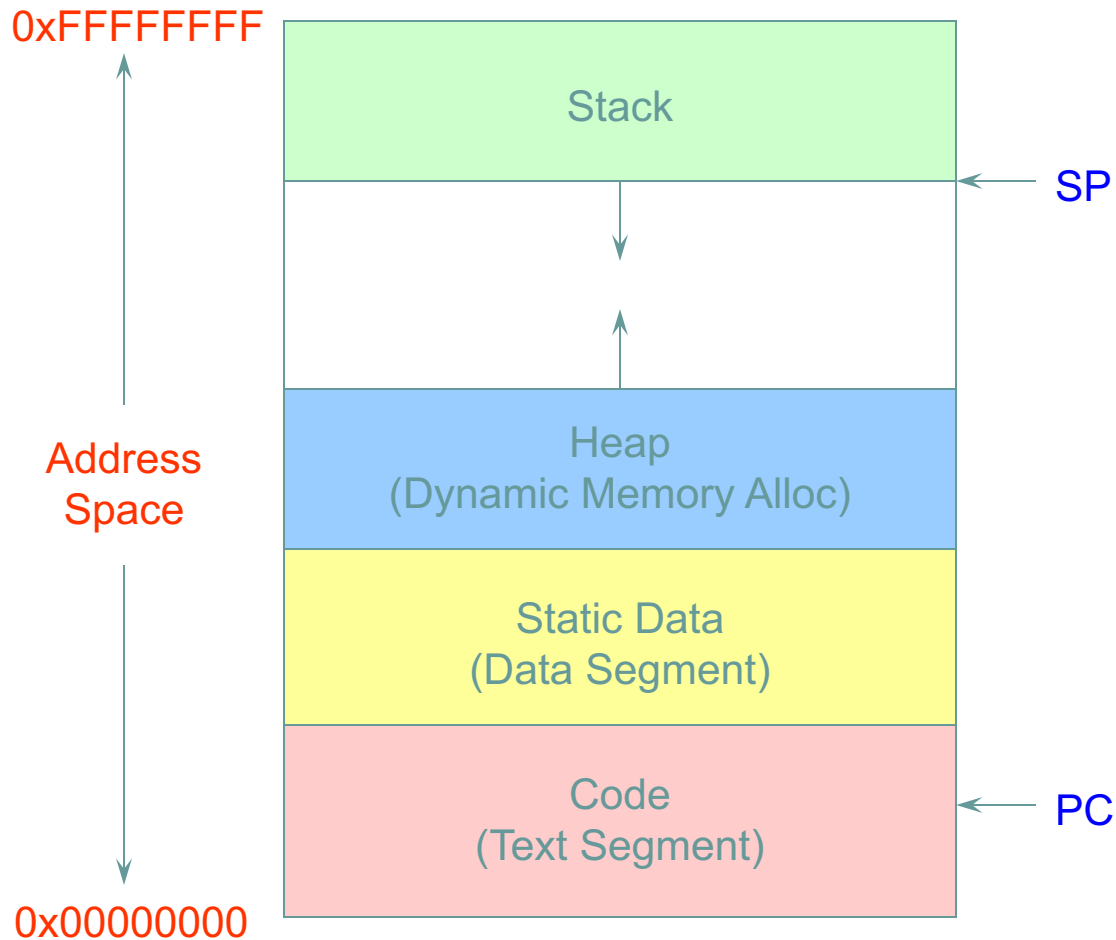 0xFFFFFFFF
Stack
SP
Heap
(Dynamic Memory Alloc)
Address
Space
Static Data
(Data Segment)
Code
(Text Segment)
PC
0x00000000